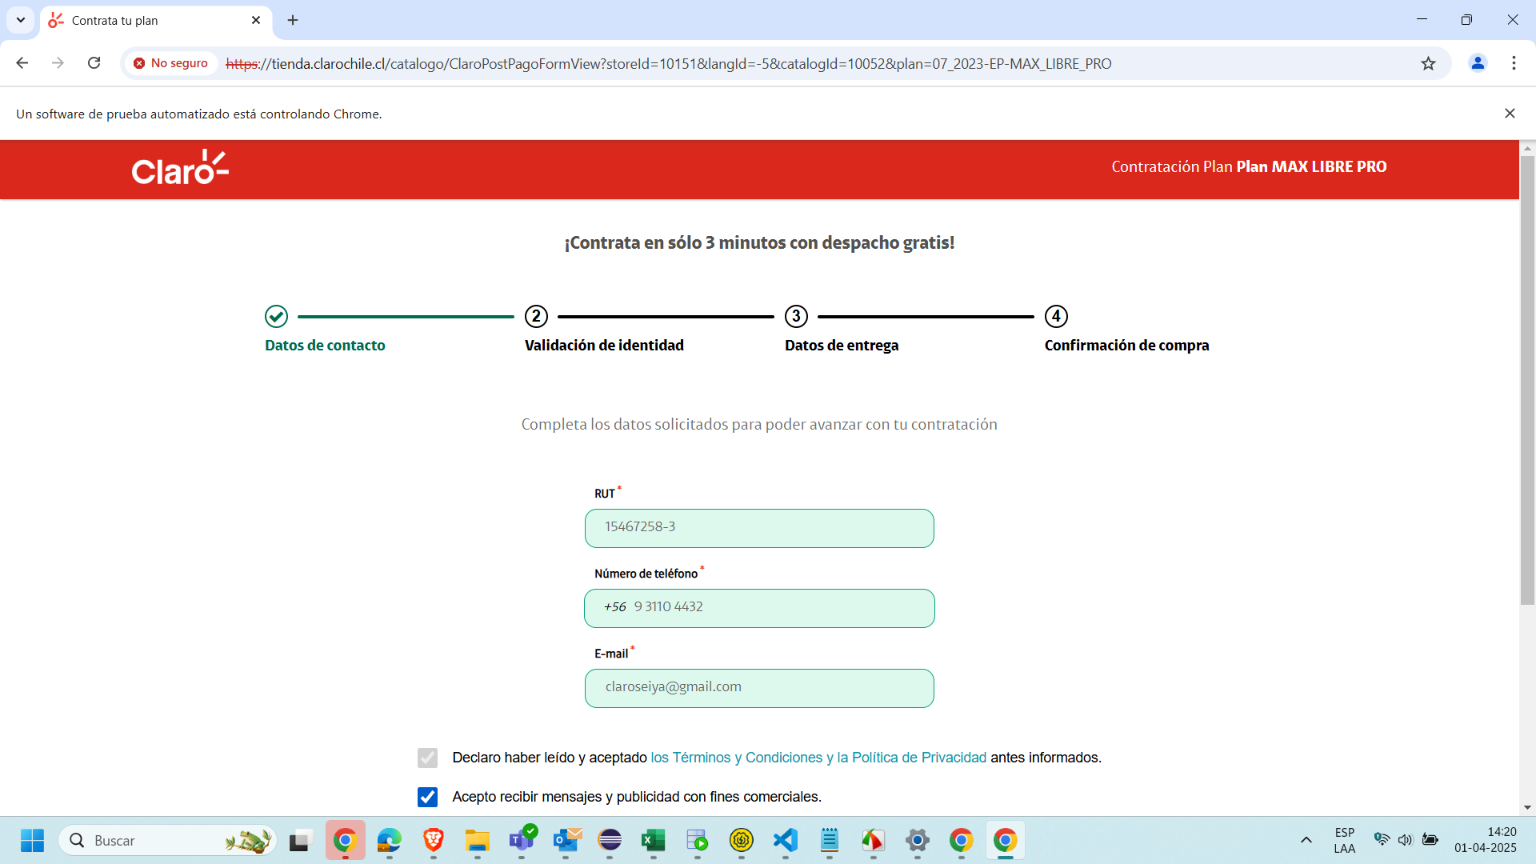 Contrata tu plan
No seguro
https://tienda.clarochile.cl/catalogo/ClaroPostPagoFormView?storeId=10151&langId=-5&catalogId=10052&plan=07_2023-EP-MAX_LIBRE_PRO
Un software de prueba automatizado está controlando Chrome.
Claro
Contratación Plan Plan MAX LIBRE PRO
¡Contrata en sólo 3 minutos con despacho gratis!
2 3 4
Datos de contacto Validación de identidad Datos de entrega Confirmación de compra
Completa los datos solicitados para poder avanzar con tu contratación
RUT*
15467258-3
Número de teléfono*
+56 9 3110 4432
E-mail*
claroseiya@gmail.com
Declaro haber leído y aceptado los Términos y Condiciones y la Política de Privacidad antes informados.
Acepto recibir mensajes y publicidad con fines comerciales.
Buscar
ESP
LAA
14:20
01-04-2025